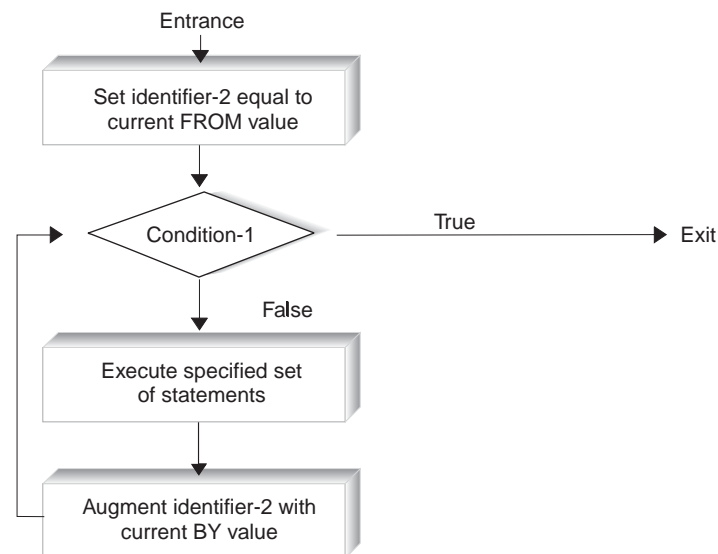 Entrance
Set identifier-2 equal to
current FROM value
Condition-1
True
Exit
False
Execute specified set
of statements
Augment identifier-2 with
current BY value